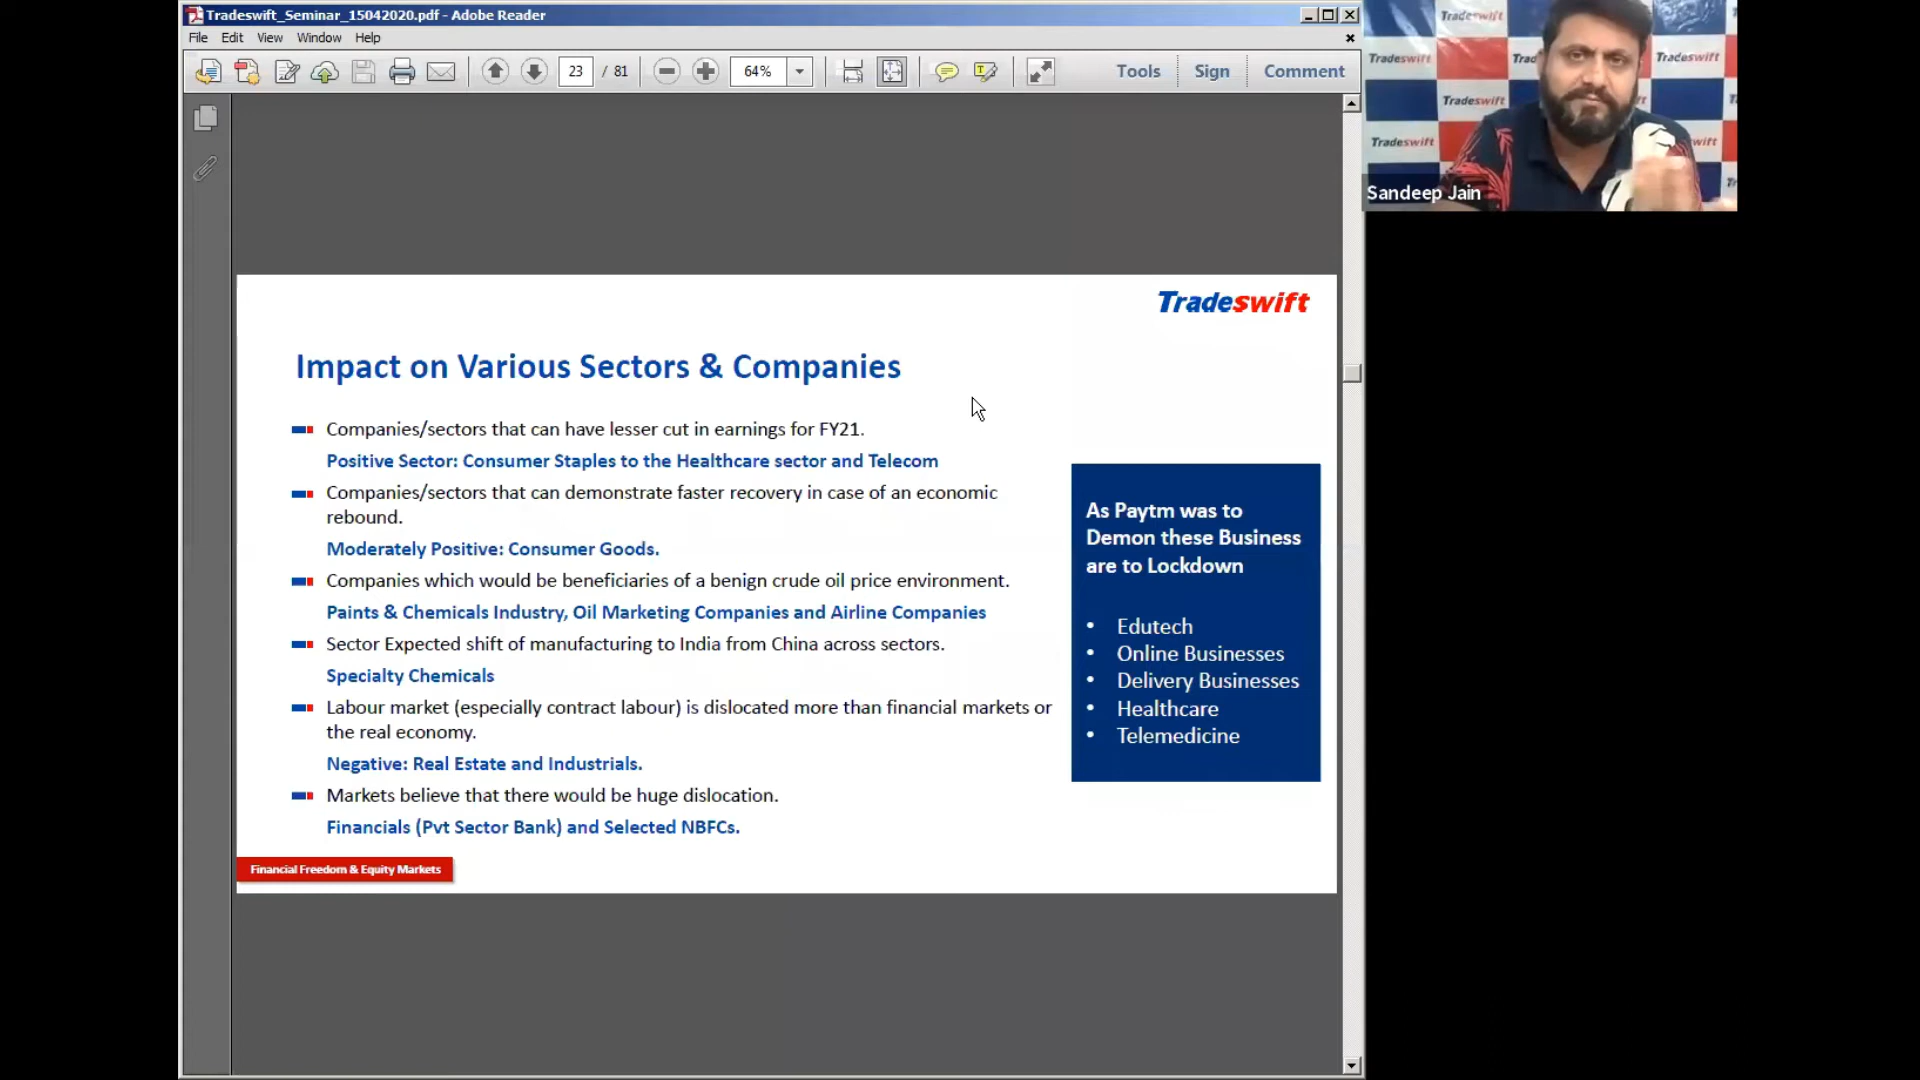 Tradeswift_Seminar_15042020.pdf - Adobe Reader
File Edit View Window Help
23 / 81 64% Tools Sign Comment
Tradeswift
Tradeswift Tradeswift
Tradeswift
Tradeswift
Sandeep Jain
Tradeswift
Impact on Various Sectors & Companies
Companies/sectors that can have lesser cut in earnings for FY21.
Positive Sector: Consumer Staples to the Healthcare sector and Telecom
Companies/sectors that can demonstrate faster recovery in case of an economic
rebound.
Moderately Positive: Consumer Goods.
Companies which would be beneficiaries of a benign crude oil price environment.
Paints & Chemicals Industry, Oil Marketing Companies and Airline Companies
Sector Expected shift of manufacturing to India from China across sectors.
Specialty Chemicals
Labour market (especially contract labour) is dislocated more than financial markets or
the real economy.
Negative: Real Estate and Industrials.
Markets believe that there would be huge dislocation.
Financials (Pvt Sector Bank) and Selected NBFCs.
As Paytm was to
Demon these Business
are to Lockdown
• Edutech
• Online Businesses
• Delivery Businesses
• Healthcare
• Telemedicine
Financial Freedom & Equity Markets